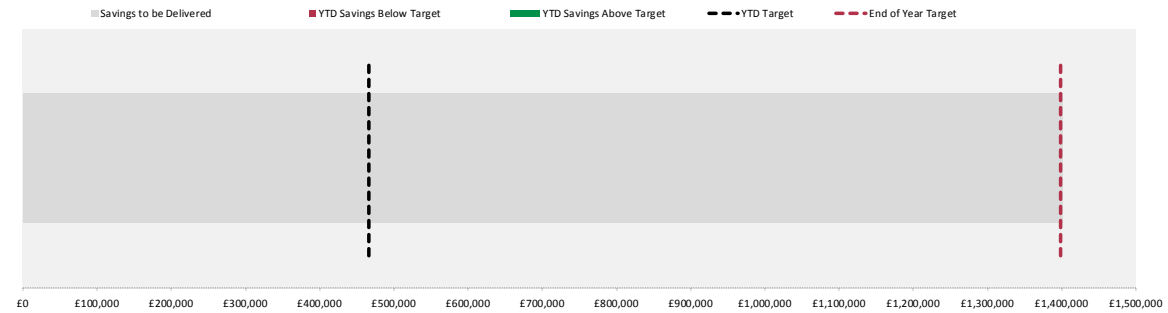 Savings to be Delivered YTD Savings Below Target YTD Savings Above Target YTD Target End of Year Target
£0 £100,000 £200,000 £300,000 £400,000 £500,000 £600,000 £700,000 £800,000 £900,000 £1,000,000 £1,100,000 £1,200,000 £1,300,000 £1,400,000 £1,500,000